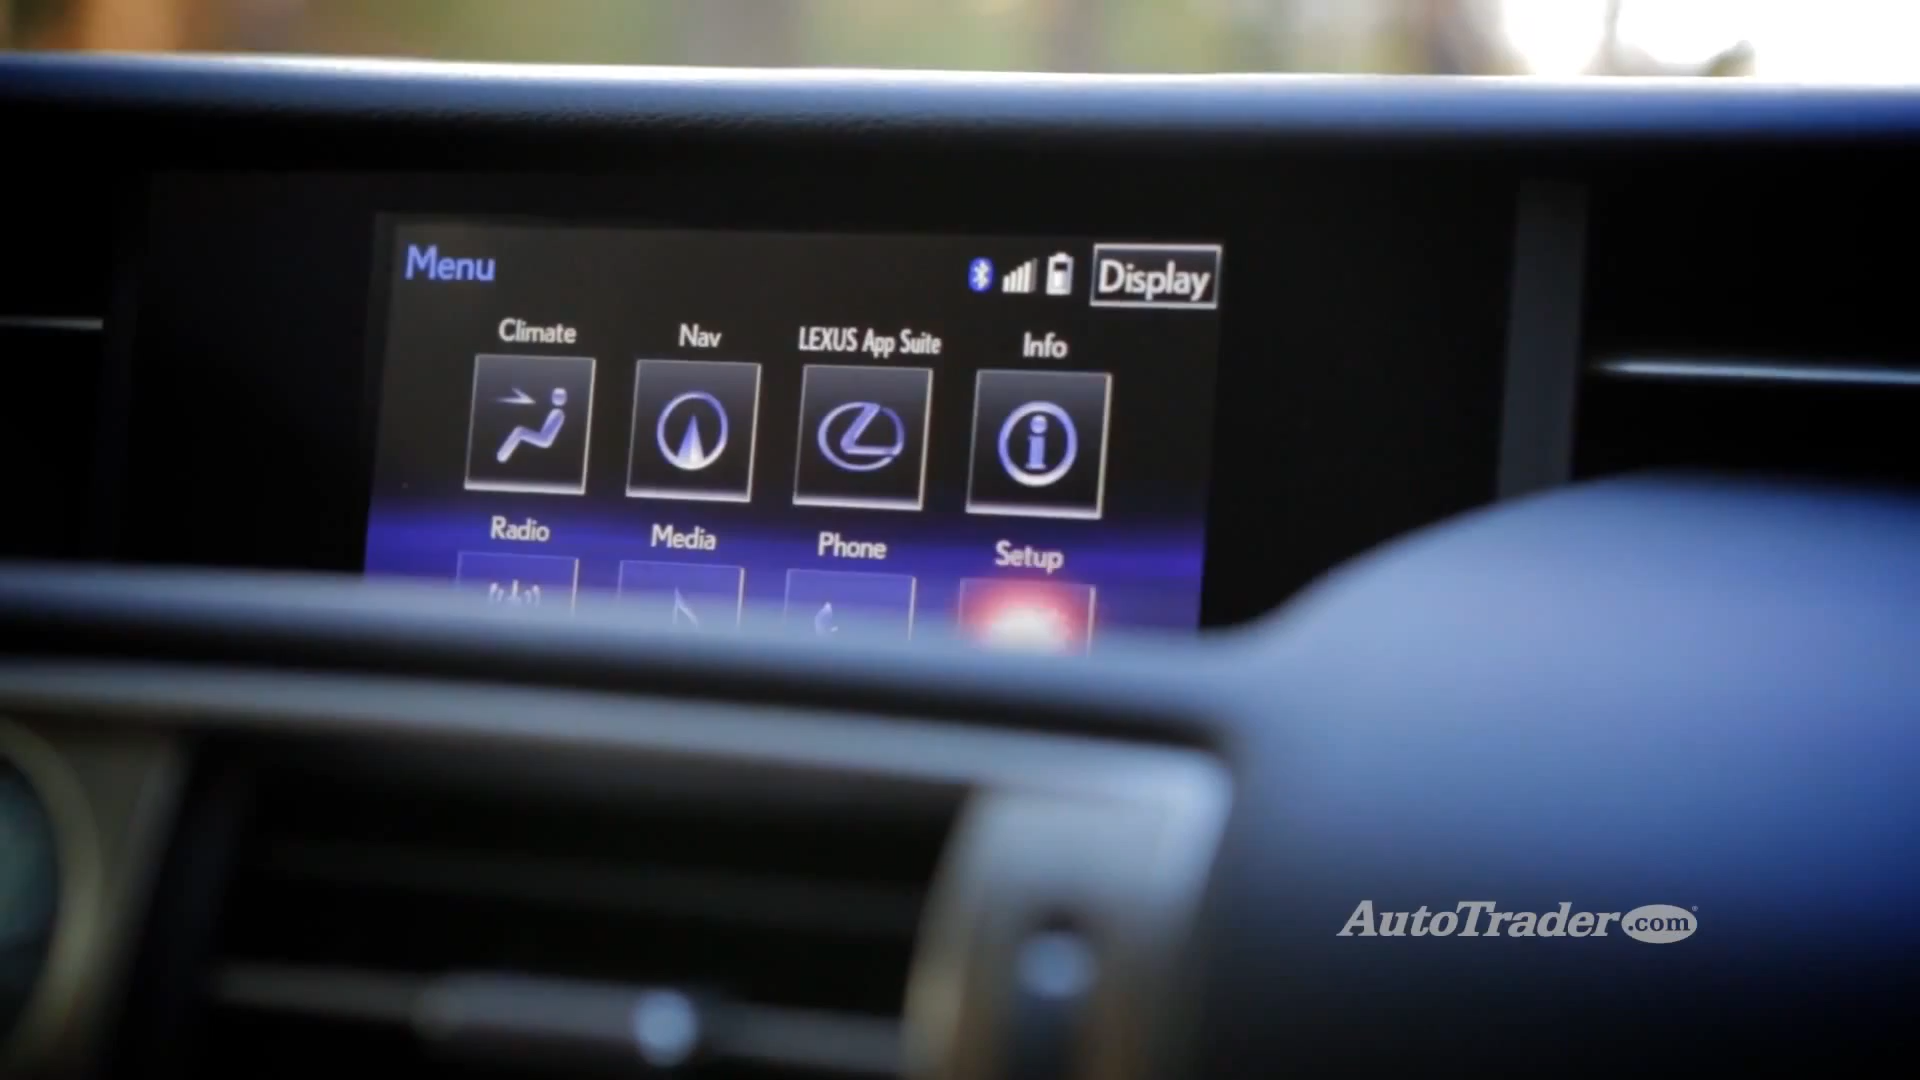 Menu
Display
Climate Nav LEXUS App Suite Info
Radio Media Phone Setup
AutoTrader.com